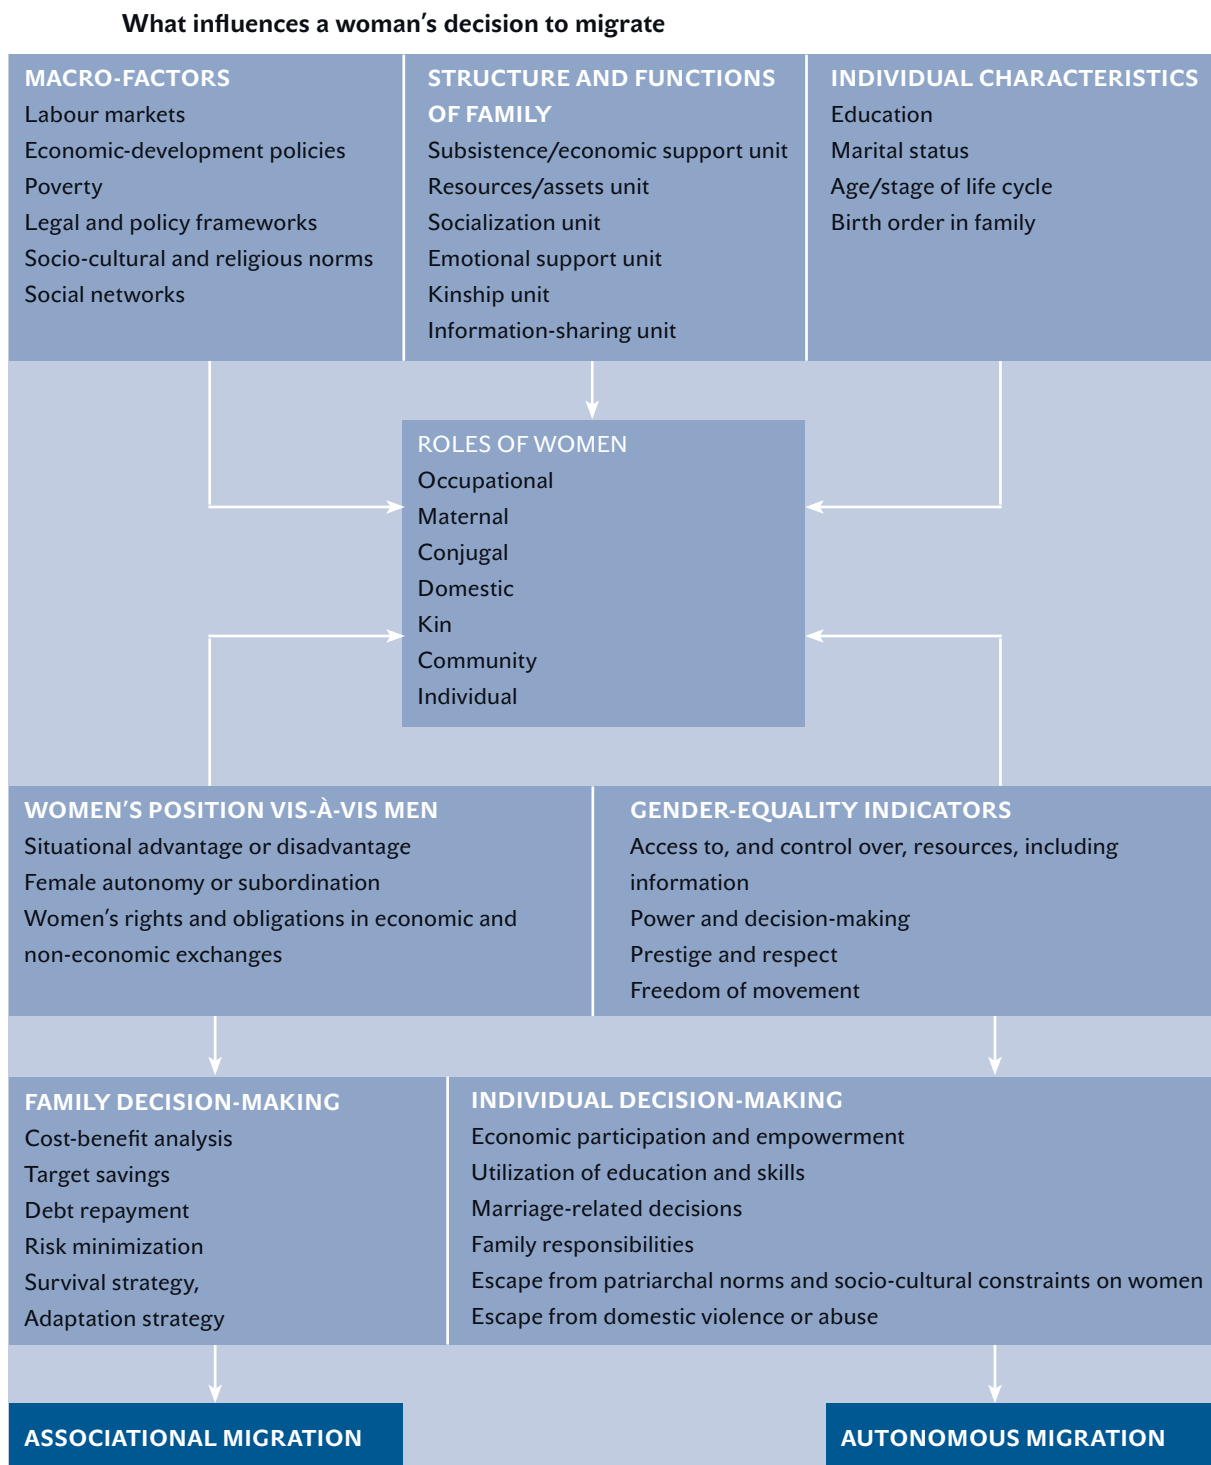 What influences a woman’s decision to migrate
MACRO-FACTORS
Labour markets
Economic-development policies
Poverty
Legal and policy frameworks
Socio-cultural and religious norms
Social networks
STRUCTURE AND FUNCTIONS
OF FAMILY
Subsistence/economic support unit
Resources/assets unit
Socialization unit
Emotional support unit
Kinship unit
Information-sharing unit
INDIVIDUAL CHARACTERISTICS
Education
Marital status
Age/stage of life cycle
Birth order in family
ROLES OF WOMEN
Occupational
Maternal
Conjugal
Domestic
Kin
Community
Individual
WOMEN’S POSITION VIS-À-VIS MEN
Situational advantage or disadvantage
Female autonomy or subordination
Women’s rights and obligations in economic and
non-economic exchanges
GENDER-EQUALITY INDICATORS
Access to, and control over, resources, including
information
Power and decision-making
Prestige and respect
Freedom of movement
FAMILY DECISION-MAKING
Cost-benefit analysis
Target savings
Debt repayment
Risk minimization
Survival strategy,
Adaptation strategy
INDIVIDUAL DECISION-MAKING
Economic participation and empowerment
Utilization of education and skills
Marriage-related decisions
Family responsibilities
Escape from patriarchal norms and socio-cultural constraints on women
Escape from domestic violence or abuse
ASSOCIATIONAL MIGRATION
AUTONOMOUS MIGRATION